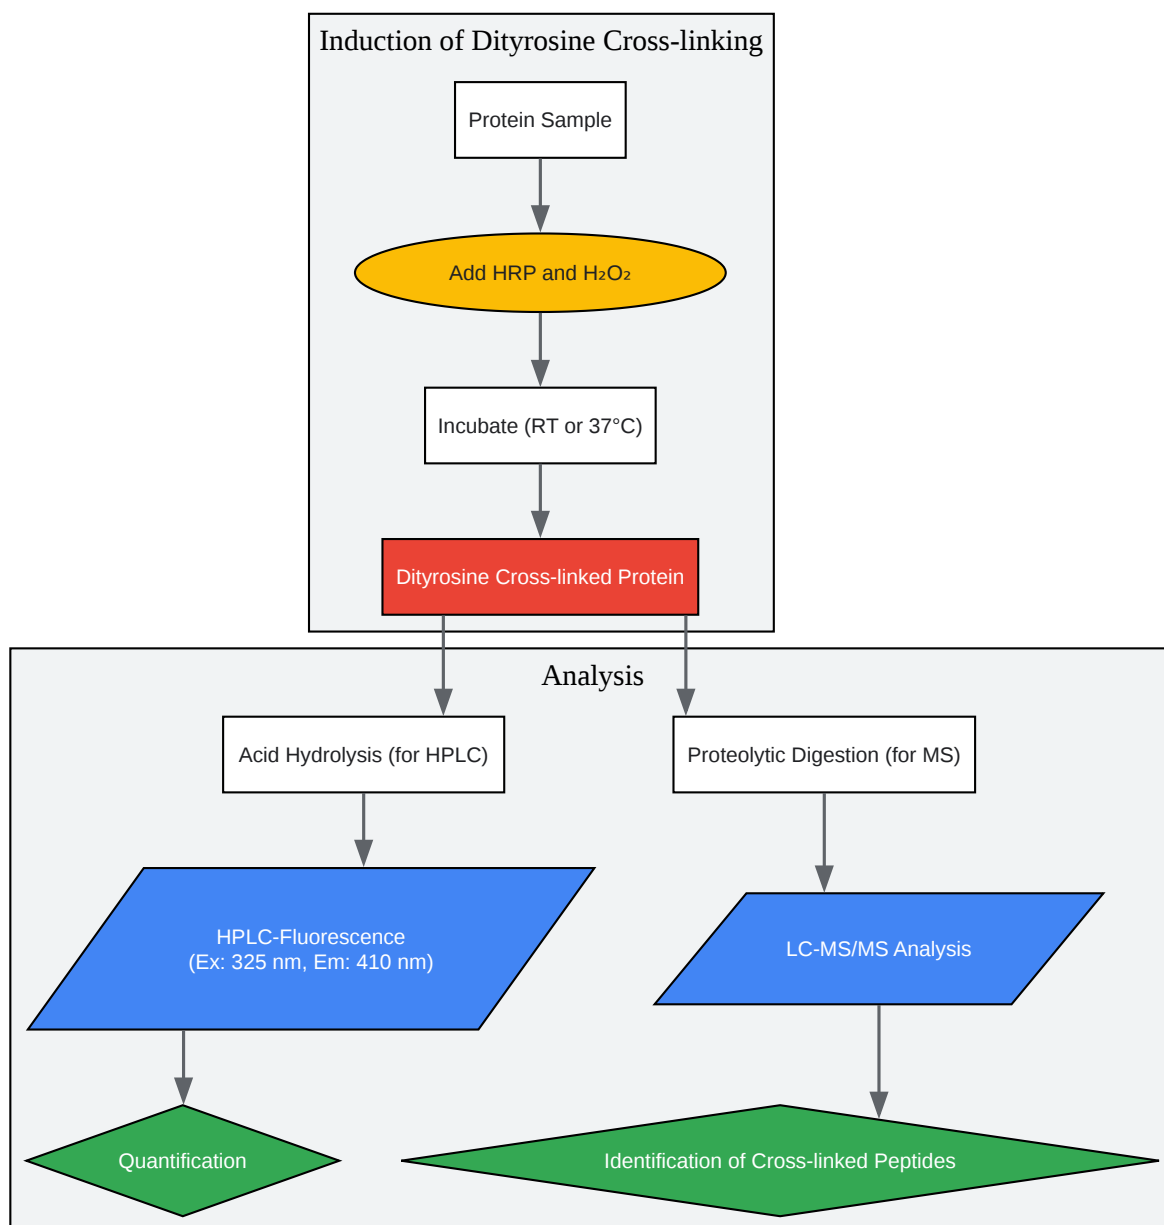 Induction of Dityrosine Cross-linking
Protein Sample
Add HRP and H₂O₂
Incubate (RT or 37°C)
Dityrosine Cross-linked Protein
Analysis
Acid Hydrolysis (for HPLC)
Proteolytic Digestion (for MS)
HPLC-Fluorescence
(Ex: 325 nm, Em: 410 nm)
LC-MS/MS Analysis
Quantification
Identification of Cross-linked Peptides